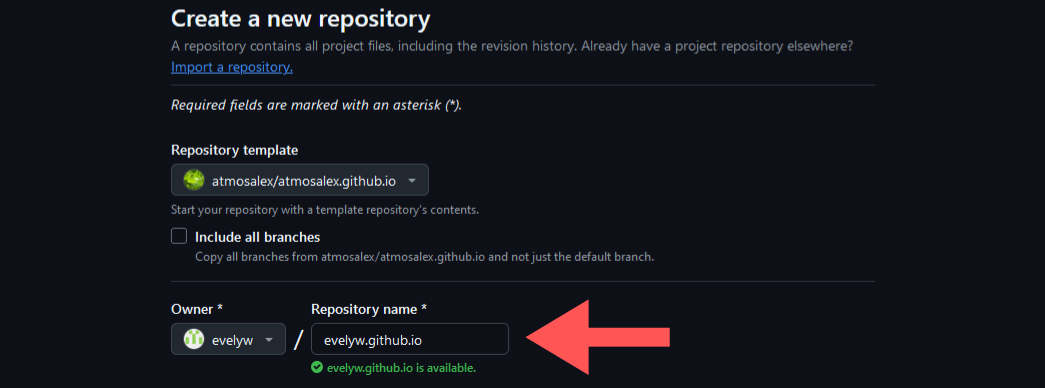 Create a new repository
A repository contains all project files, including the revision history. Already have a project repository elsewhere?
Import a repository.
Required fields are marked with an asterisk (*).
Repository template
atmosalex/atmosalex.github.io
Start your repository with a template repository's contents.
Include all branches
Copy all branches from atmosalex/atmosalex.github.io and not just the default branch.
Owner * Repository name *
evelyw / evelyw.github.io
evelyw.github.io is available.